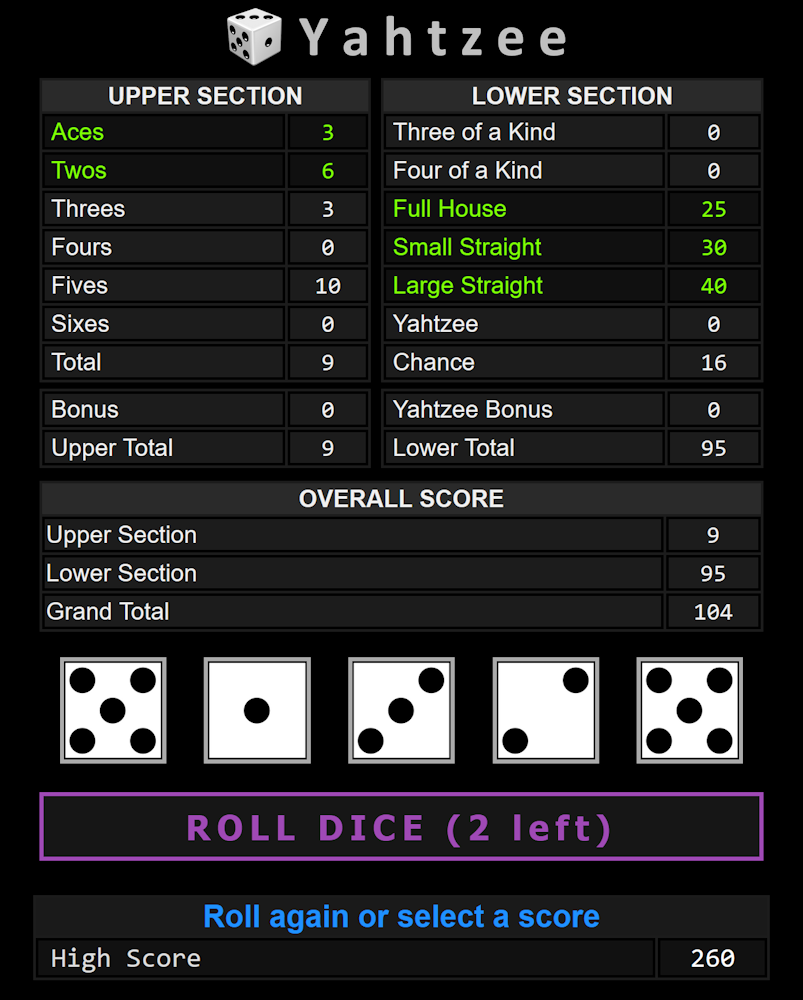 Yahtzee
UPPER SECTION
Aces 3
Twos 6
Threes 3
Fours 0
Fives 10
Sixes 0
Total 9
Bonus 0
Upper Total 9
LOWER SECTION
Three of a Kind 0
Four of a Kind 0
Full House 25
Small Straight 30
Large Straight 40
Yahtzee 0
Chance 16
Yahtzee Bonus 0
Lower Total 95
OVERALL SCORE
Upper Section 9
Lower Section 95
Grand Total 104
ROLL DICE (2 left)
Roll again or select a score
High Score 260